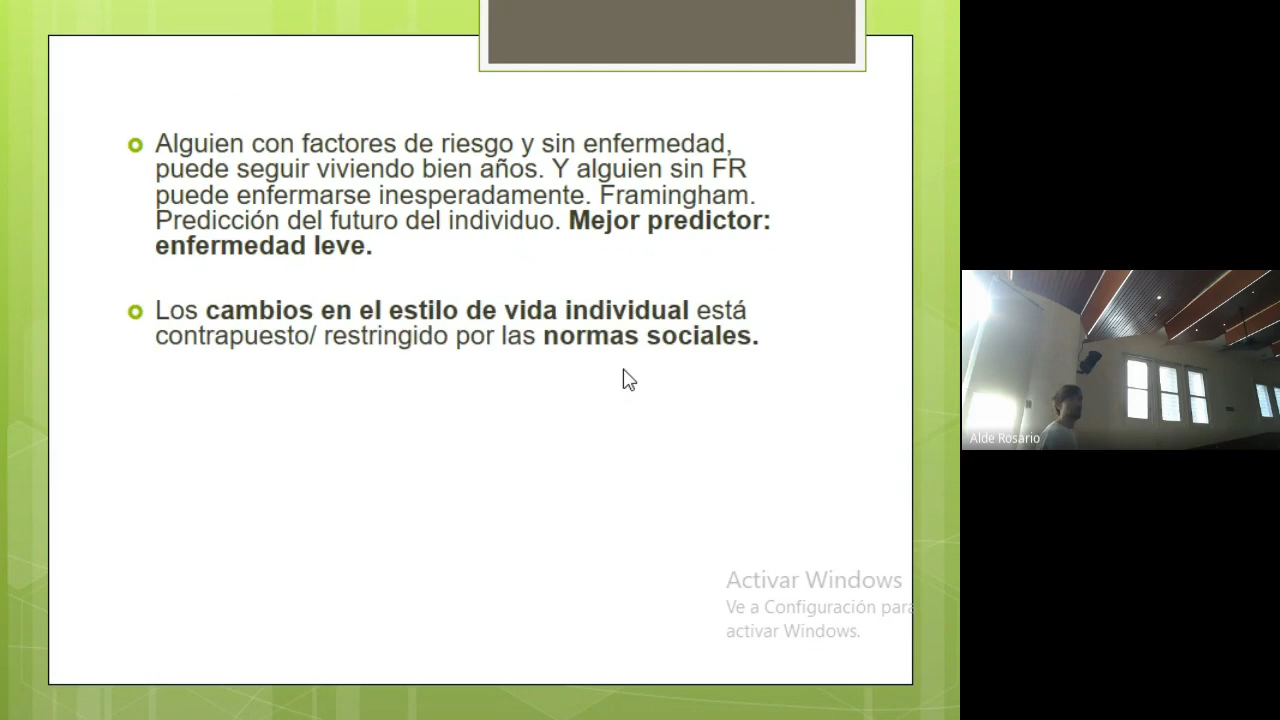 Alguien con factores de riesgo y sin enfermedad,
puede seguir viviendo bien años. Y alguien sin FR
puede enfermarse inesperadamente. Framingham.
Predicción del futuro del individuo. Mejor predictor:
enfermedad leve.
Los cambios en el estilo de vida individual está
contrapuesto/ restringido por las normas sociales.
Activar Windows
Ve a Configuración para
activar Windows.
Alde Rosario